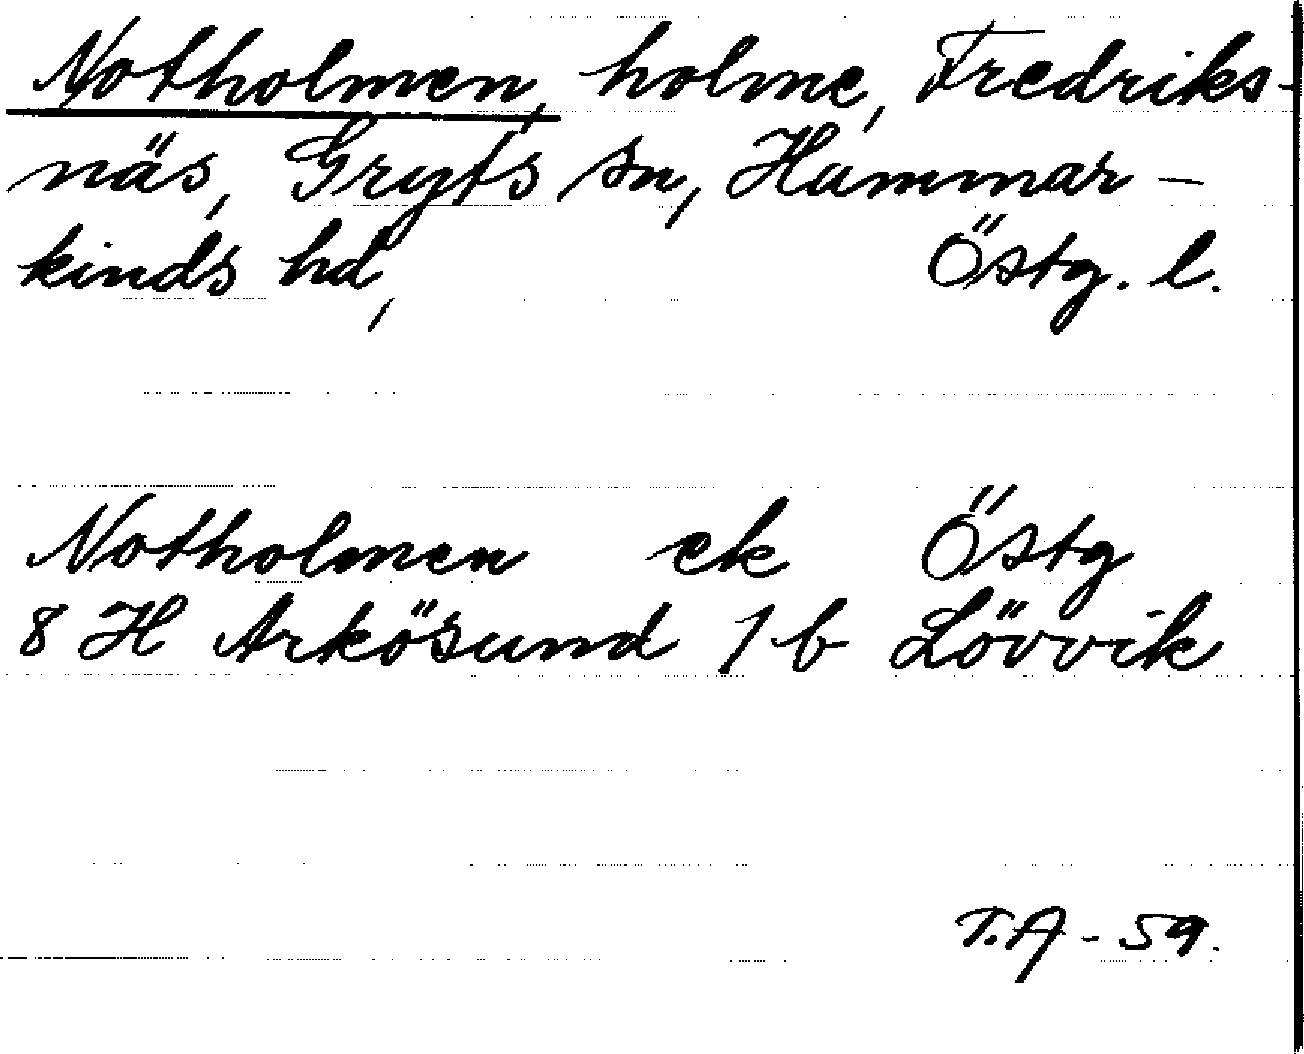 Notholmen, holme, Fredriks-
näs, Gryts sn, Hammar-
kinds hd, Östg. l.
Notholmen ek Östg
8 H Arkösund 1 b Lövvik
T.A - 59.